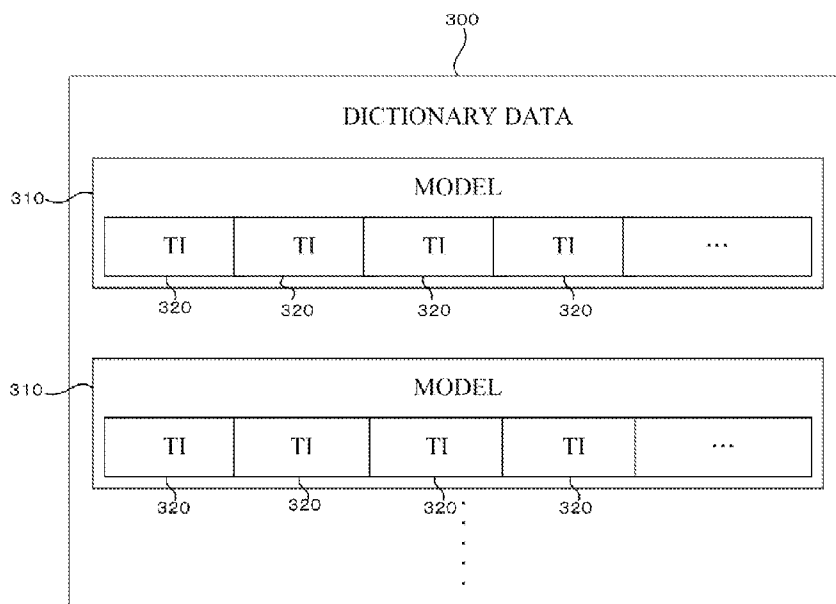 300
DICTIONARY DATA
310
MODEL
TI TI TI TI ...
320 320 320 320
310
MODEL
TI TI TI TI ...
320 320 320 320